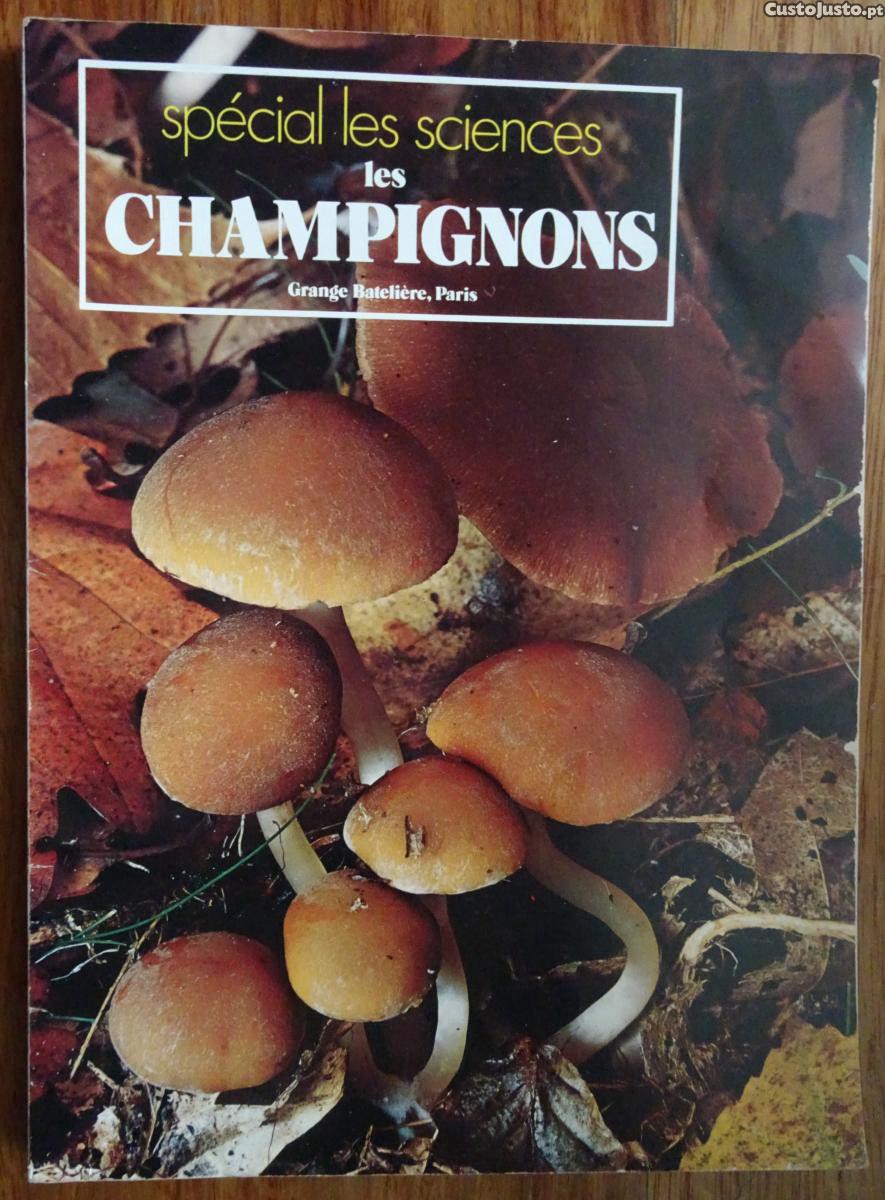 CustoJusto.pt
spécial les sciences
les
CHAMPIGNONS
Grange Batelière, Paris